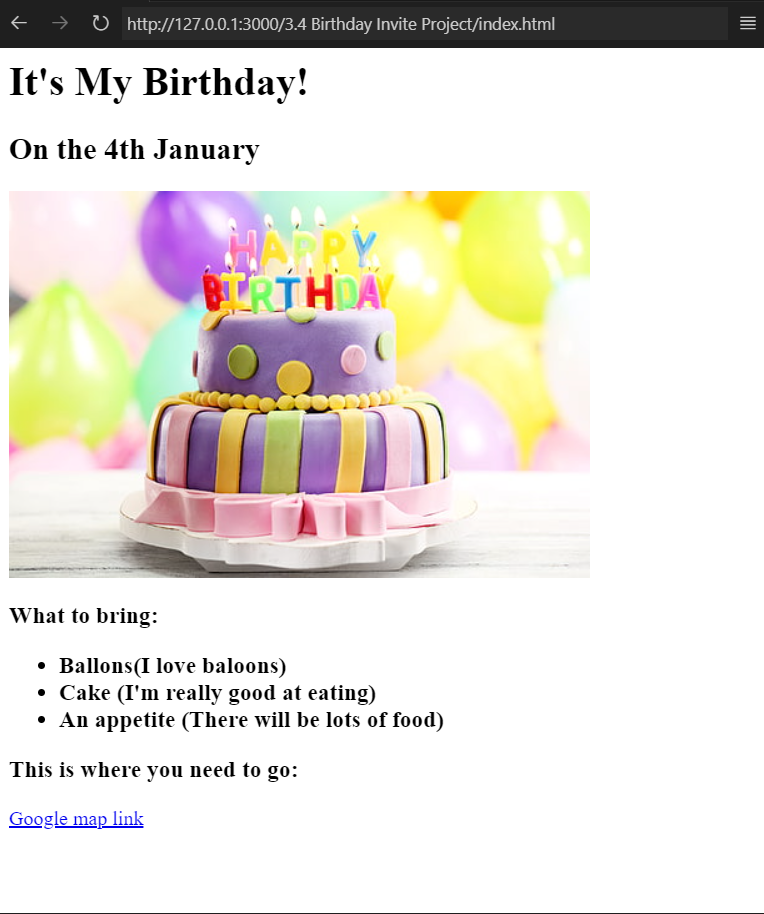 http://127.0.0.1:3000/3.4 Birthday Invite Project/index.html
It's My Birthday!
On the 4th January
HAPPY
BIRTHDAY
What to bring:
Ballons(I love baloons)
Cake (I'm really good at eating)
An appetite (There will be lots of food)
This is where you need to go:
Google map link